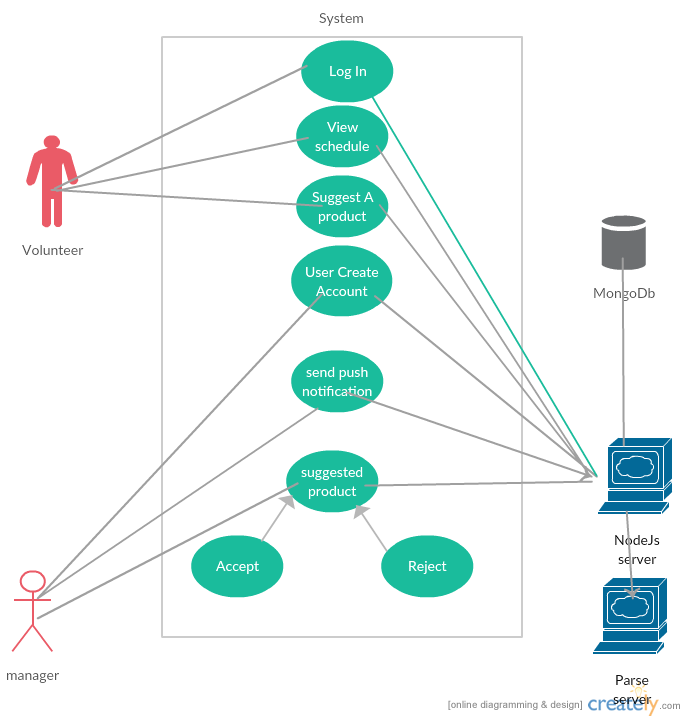 System
Log In
View
schedule
Suggest A
product
Volunteer
User Create
Account
MongoDb
send push
notification
suggested
product
NodeJs
server
Accept
Reject
manager
Parse
server
[online diagramming & design] creately.com